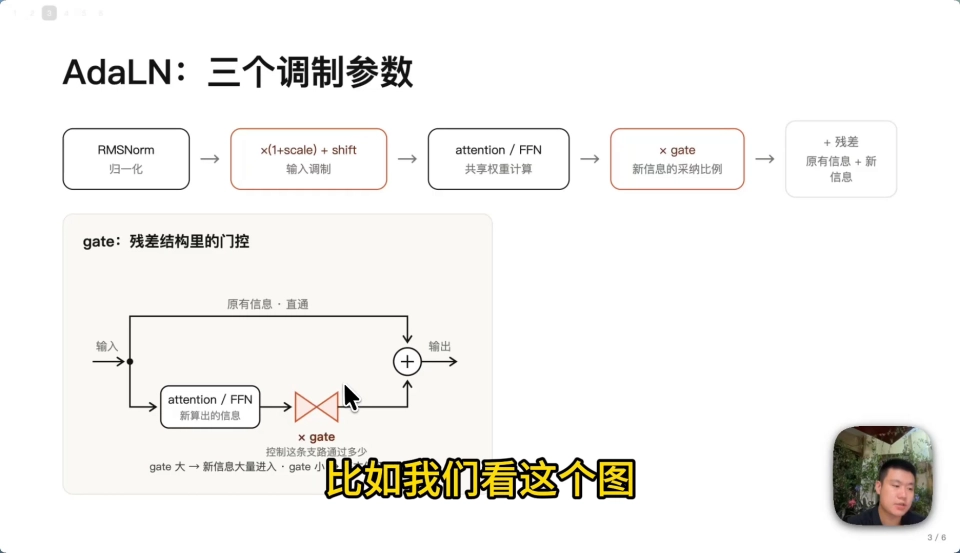 AdaLN：三个调制参数
RMSNorm
归一化
×(1+scale) + shift
输入调制
attention / FFN
共享权重计算
× gate
新信息的采纳比例
+ 残差
原有信息 + 新
信息
gate：残差结构里的门控
原有信息 · 直通
输入
输出
attention / FFN
新算出的信息
× gate
控制这条支路通过多少
gate 大 → 新信息大量进入 · gate 小
比如我们看这个图
3 / 6